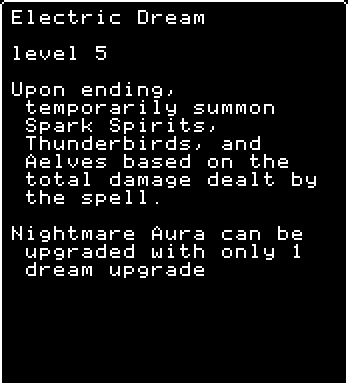 Electric Dream
level 5
Upon ending,
temporarily summon
Spark Spirits,
Thunderbirds, and
Aelves based on the
total damage dealt by
the spell.
Nightmare Aura can be
upgraded with only 1
dream upgrade